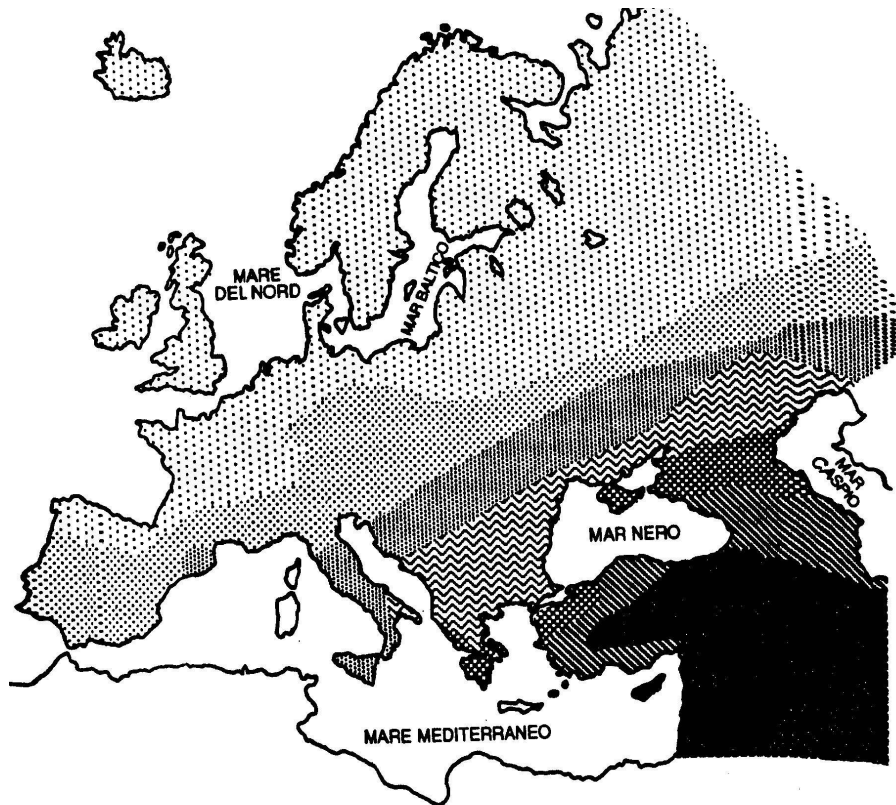 MARE
DEL NORD
MAR BALTICO
MAR
CASPIO
MAR NERO
MARE MEDITERRANEO